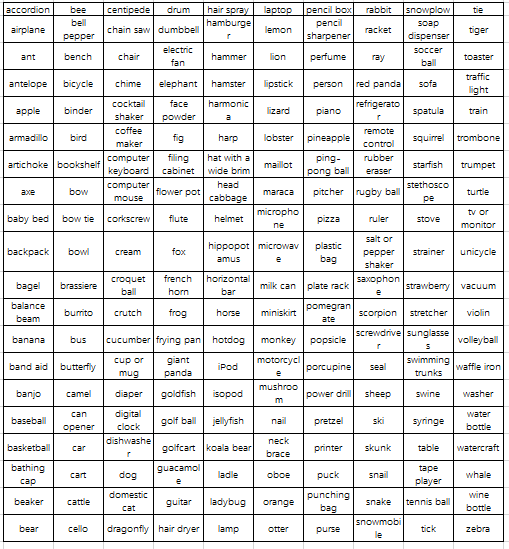 accordion bee centipede drum hair spray laptop pencil box rabbit snowplow tie
airplane bell pepper chain saw dumbbell hamburger lemon pencil sharpener racket soap dispenser tiger
ant bench chair electric fan hammer lion perfume ray soccer ball toaster
antelope bicycle chime elephant hamster lipstick person red panda sofa traffic light
apple binder cocktail shaker face powder harmonica lizard piano refrigerator spatula train
armadillo bird coffee maker fig harp lobster pineapple remote control squirrel trombone
artichoke bookshelf computer keyboard filing cabinet hat with a wide brim maillot ping-pong ball rubber eraser starfish trumpet
axe bow computer mouse flower pot head cabbage maraca pitcher rugby ball stethoscope turtle
baby bed bow tie corkscrew flute helmet microphone pizza ruler stove tv or monitor
backpack bowl cream fox hippopotamus microwave plastic bag salt or pepper shaker strainer unicycle
bagel brassiere croquet ball french horn horizontal bar milk can plate rack saxophone strawberry vacuum
balance beam burrito crutch frog horse miniskirt pomegranate scorpion stretcher violin
banana bus cucumber frying pan hotdog monkey popsicle screwdriver sunglasses volleyball
band aid butterfly cup or mug giant panda iPod motorcycle porcupine seal swimming trunks waffle iron
banjo camel diaper goldfish isopod mushroom power drill sheep swine washer
baseball can opener digital clock golf ball jellyfish nail pretzel ski syringe water bottle
basketball car dishwasher golfcart koala bear neck brace printer skunk table watercraft
bathing cap cart dog guacamole ladle oboe puck snail tape player whale
beaker cattle domestic cat guitar ladybug orange punching bag snake tennis ball wine bottle
bear cello dragonfly hair dryer lamp otter purse snowmobile tick zebra